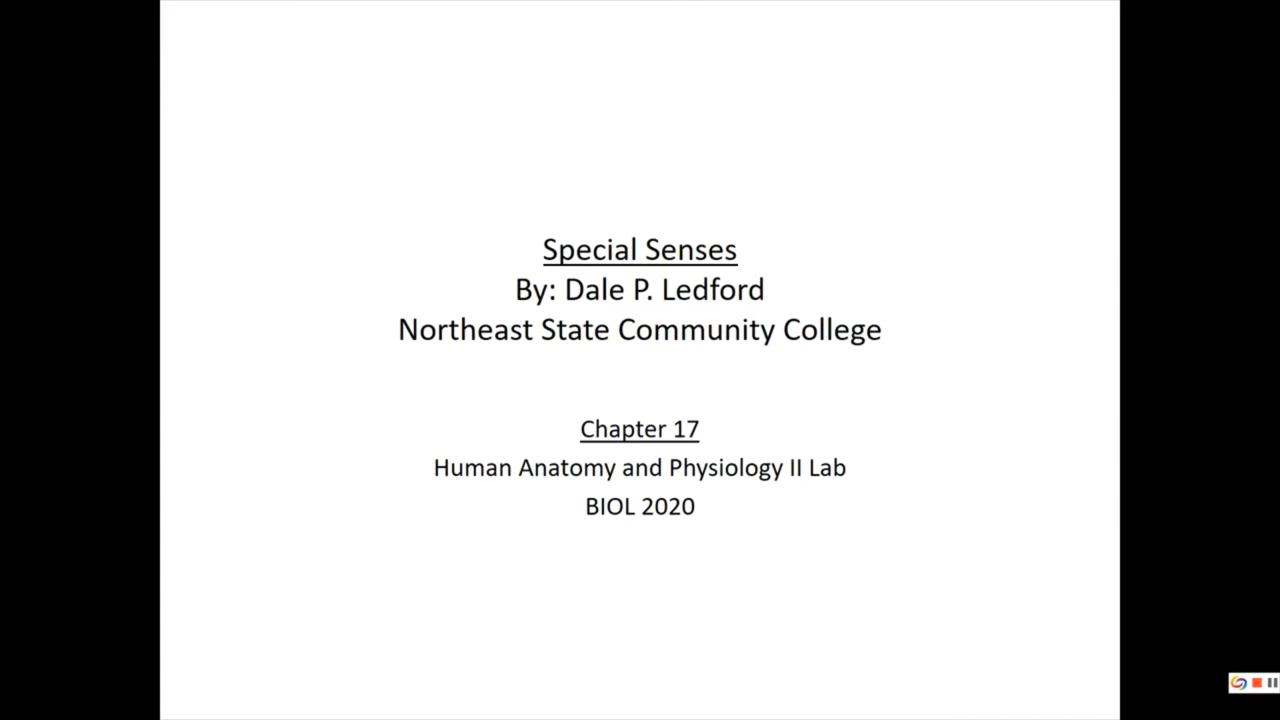 Special Senses
By: Dale P. Ledford
Northeast State Community College
Chapter 17
Human Anatomy and Physiology II Lab
BIOL 2020